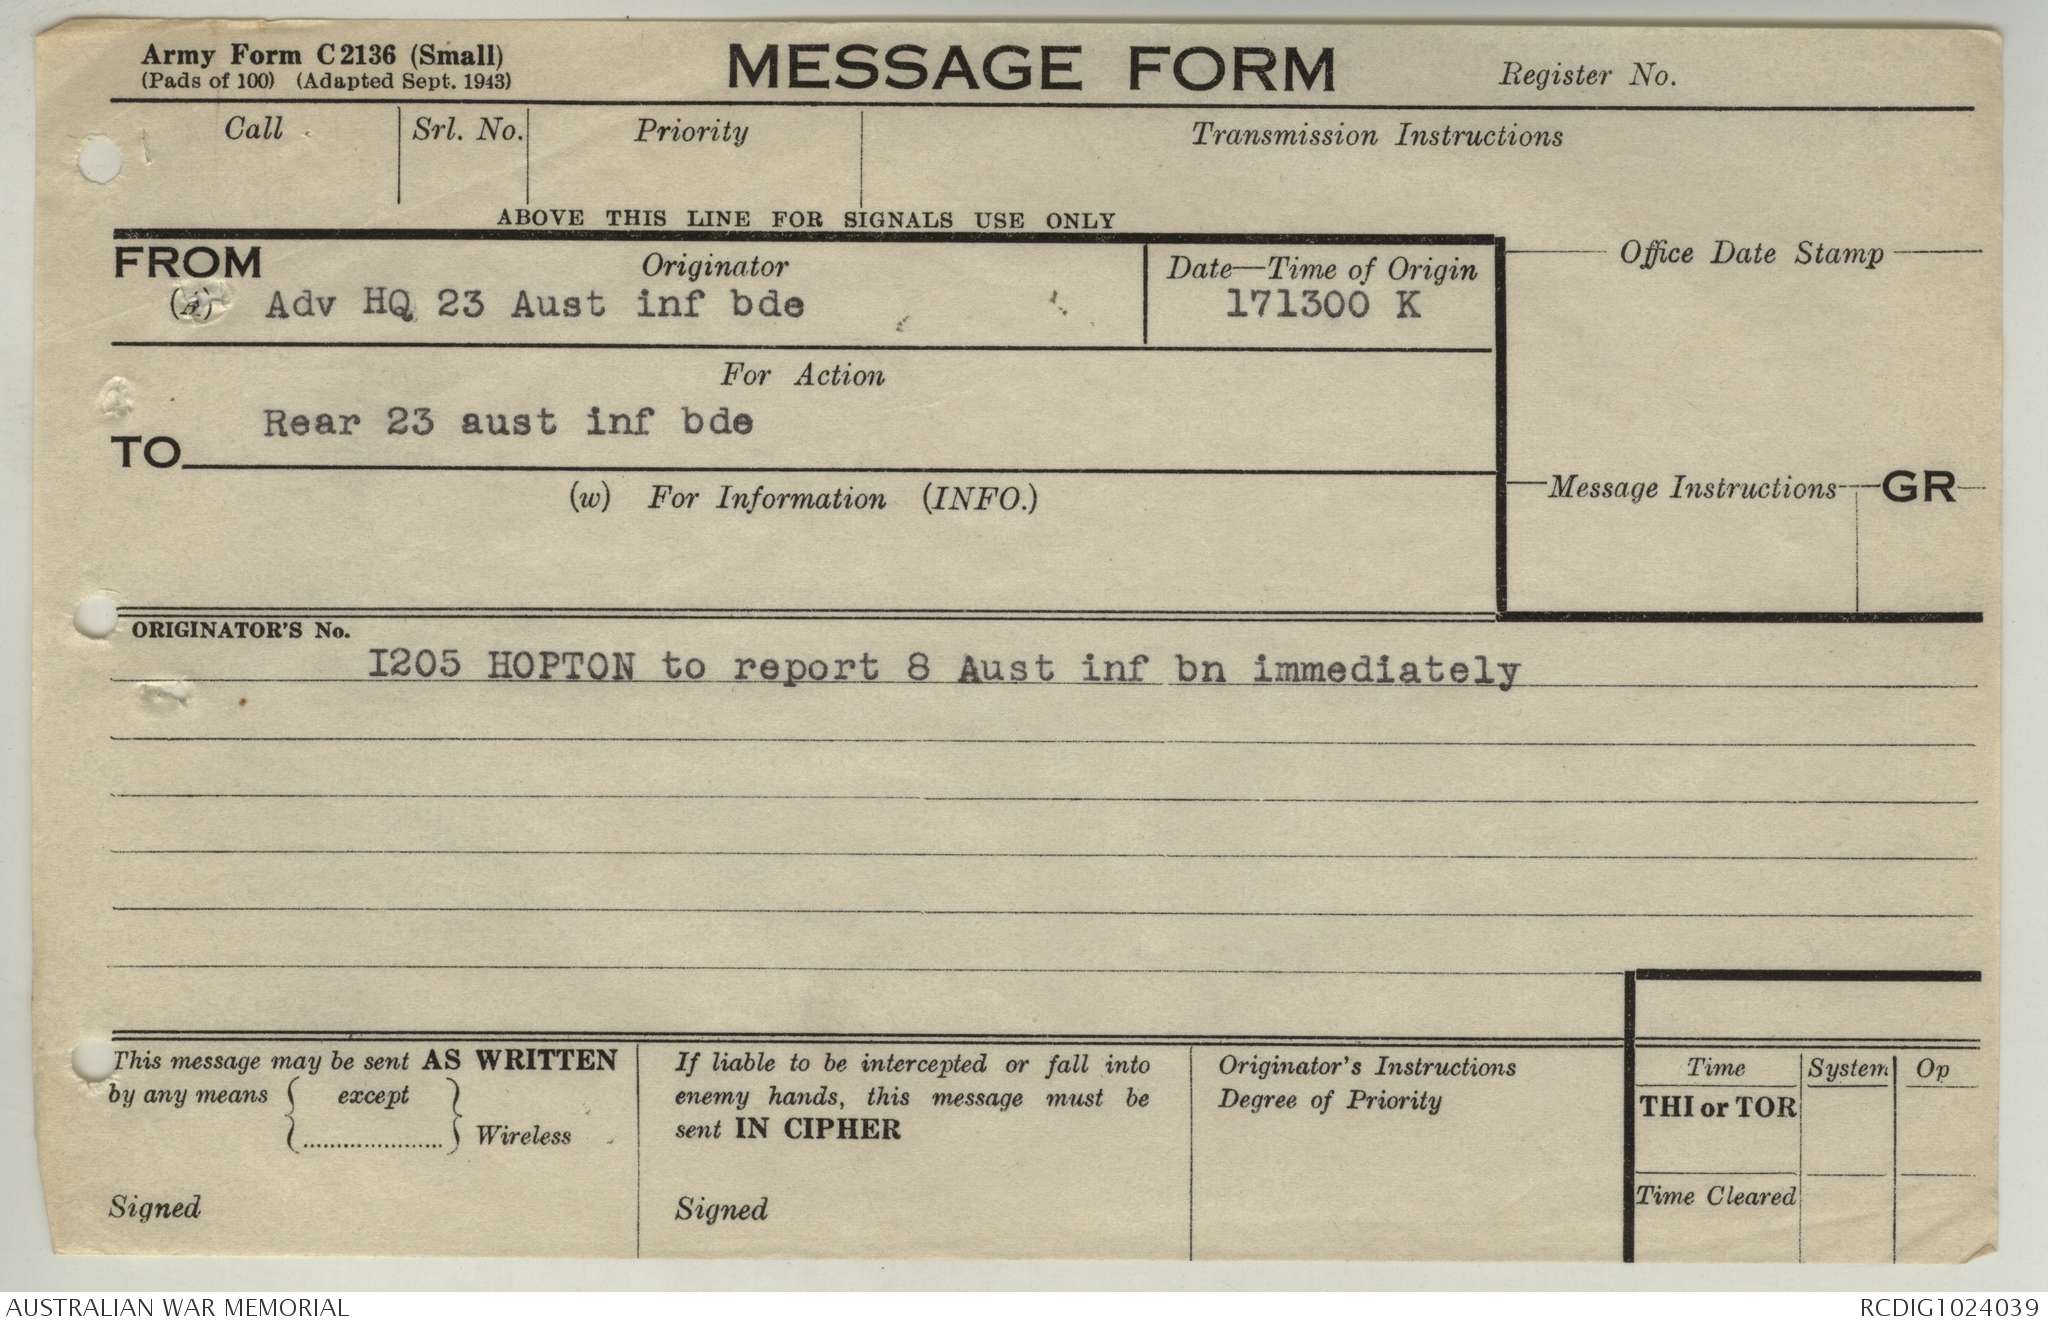 Army Form C2136 (Small)
(Pads of 100) (Adapted Sept. 1943)
MESSAGE FORM
Register No.
Call
Srl. No.
Priority
Transmission Instructions
ABOVE THIS LINE FOR SIGNALS USE ONLY
FROM
(A)
Originator
Adv HQ 23 Aust inf bde
Date—Time of Origin
171300 K
Office Date Stamp
For Action
Rear 23 aust inf bde
TO
(w) For Information (INFO.)
Message Instructions
GR
ORIGINATOR'S No.
I205 HOPTON to report 8 Aust inf bn immediately
This message may be sent AS WRITTEN
by any means { except }
{ ..................... } Wireless
Signed
If liable to be intercepted or fall into
enemy hands, this message must be
sent IN CIPHER
Signed
Originator's Instructions
Degree of Priority
Time
System
Op
THI or TOR
Time Cleared
AUSTRALIAN WAR MEMORIAL
RCDIG1024039